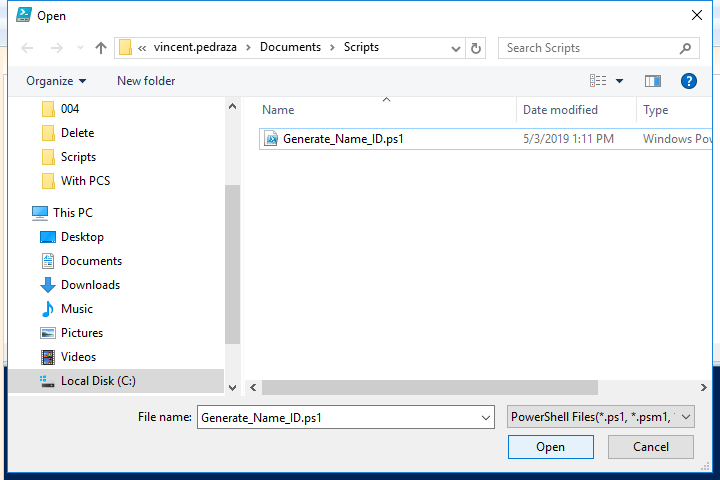 Open
« vincent.pedraza > Documents > Scripts
Search Scripts
Organize
New folder
004
Delete
Scripts
With PCS
This PC
Desktop
Documents
Downloads
Music
Pictures
Videos
Local Disk (C:)
Name
Date modified
Type
Generate_Name_ID.ps1
5/3/2019 1:11 PM
Windows Pow
File name:
Generate_Name_ID.ps1
PowerShell Files(*.ps1, *.psm1,
Open
Cancel